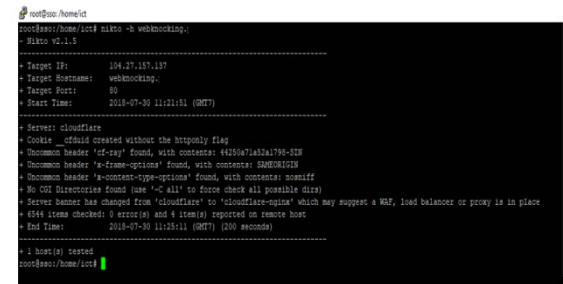 root@sso: /home/ict
root@sso:/home/ict# nikto -h webknocking.
- Nikto v2.1.5
---------------------------------------------------------------------------
+ Target IP: 104.27.157.137
+ Target Hostname: webknocking.
+ Target Port: 80
+ Start Time: 2018-07-30 11:21:51 (GMT7)
---------------------------------------------------------------------------
+ Server: cloudflare
+ Cookie __cfduid created without the httponly flag
+ Uncommon header 'cf-ray' found, with contents: 44250a71a52a1798-SIN
+ Uncommon header 'x-frame-options' found, with contents: SAMEORIGIN
+ Uncommon header 'x-content-type-options' found, with contents: nosniff
+ No CGI Directories found (use '-C all' to force check all possible dirs)
+ Server banner has changed from 'cloudflare' to 'cloudflare-nginx' which may suggest a WAF, load balancer or proxy is in place
+ 6544 items checked: 0 error(s) and 4 item(s) reported on remote host
+ End Time: 2018-07-30 11:25:11 (GMT7) (200 seconds)
---------------------------------------------------------------------------
+ 1 host(s) tested
root@sso:/home/ict#